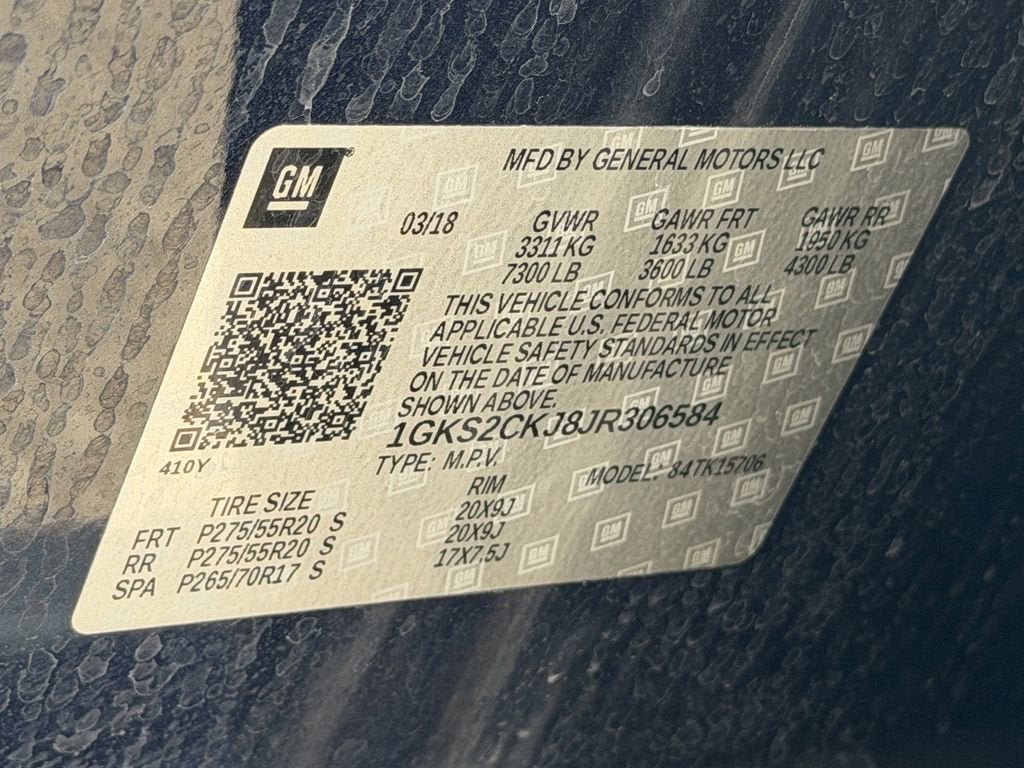 GM
MFD BY GENERAL MOTORS LLC
03/18 GVWR GAWR FRT GAWR RR
3311 KG 1633 KG 1950 KG
7300 LB 3600 LB 4300 LB
THIS VEHICLE CONFORMS TO ALL
APPLICABLE U.S. FEDERAL MOTOR
VEHICLE SAFETY STANDARDS IN EFFECT
ON THE DATE OF MANUFACTURE
SHOWN ABOVE.
1GKS2CKJ8JR306584
410Y
TYPE: M.P.V. MODEL: 84TK15706
TIRE SIZE RIM
FRT P275/55R20 S 20X9J
RR P275/55R20 S 20X9J
SPA P265/70R17 S 17X7.5J